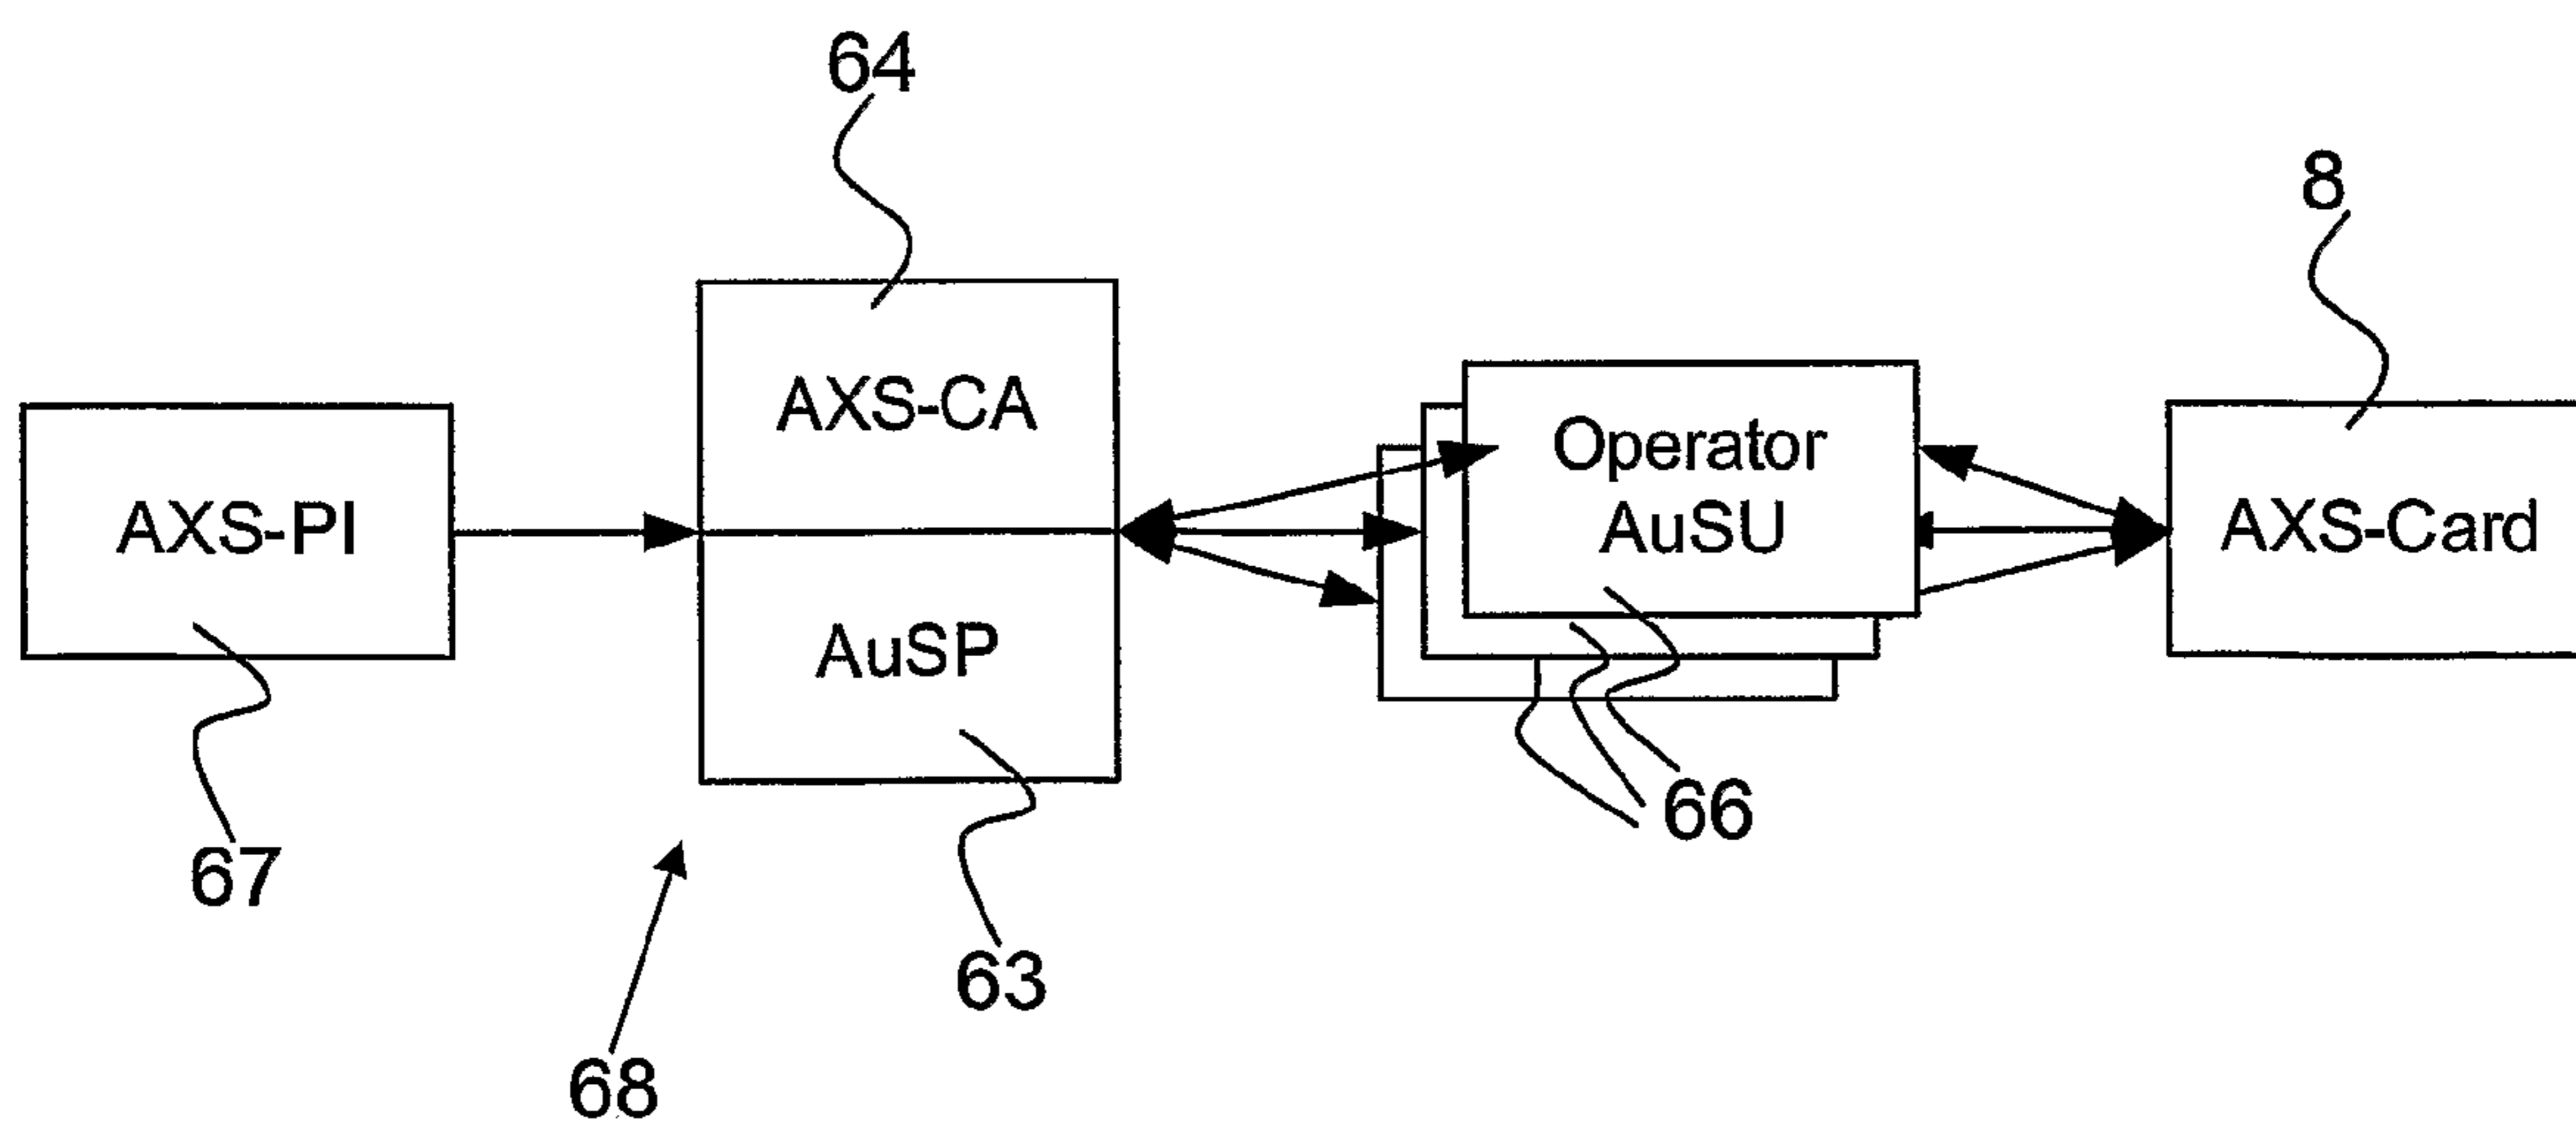 64
8
AXS-PI
AXS-CA
AuSP
Operator
AuSU
AXS-Card
67
63
66
68